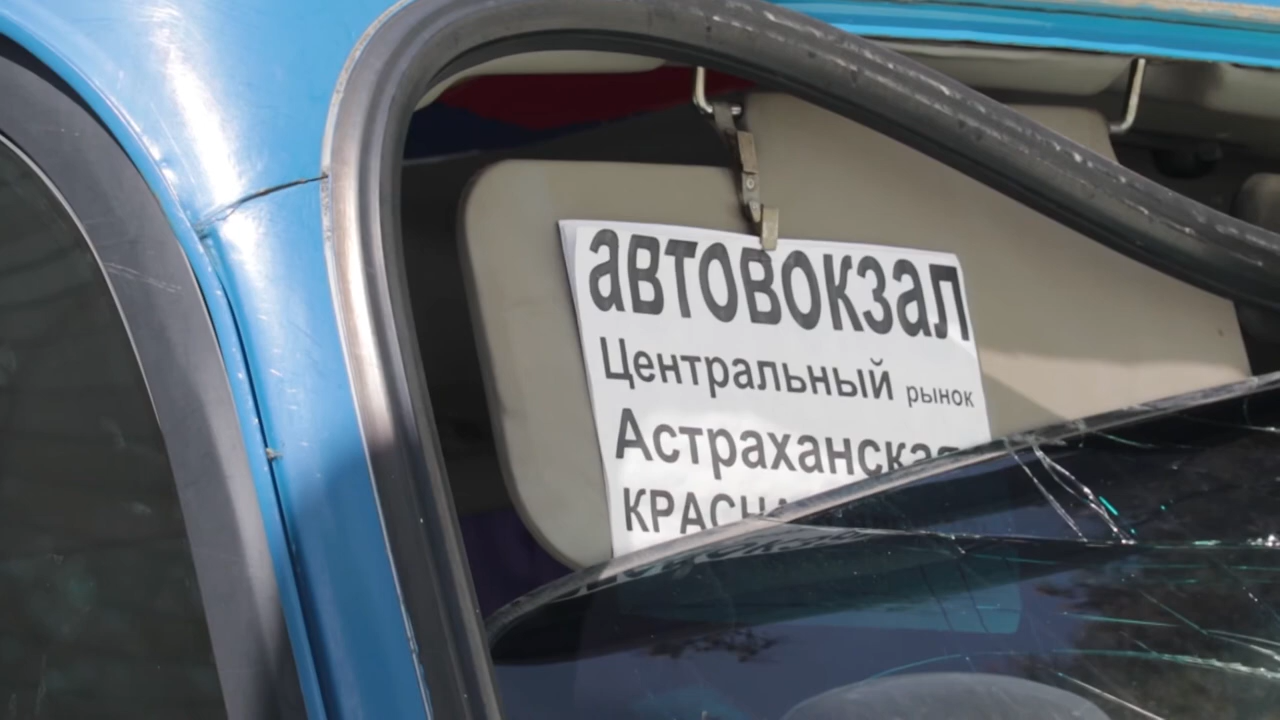 автовокзал
Центральный рынок
Астраханская